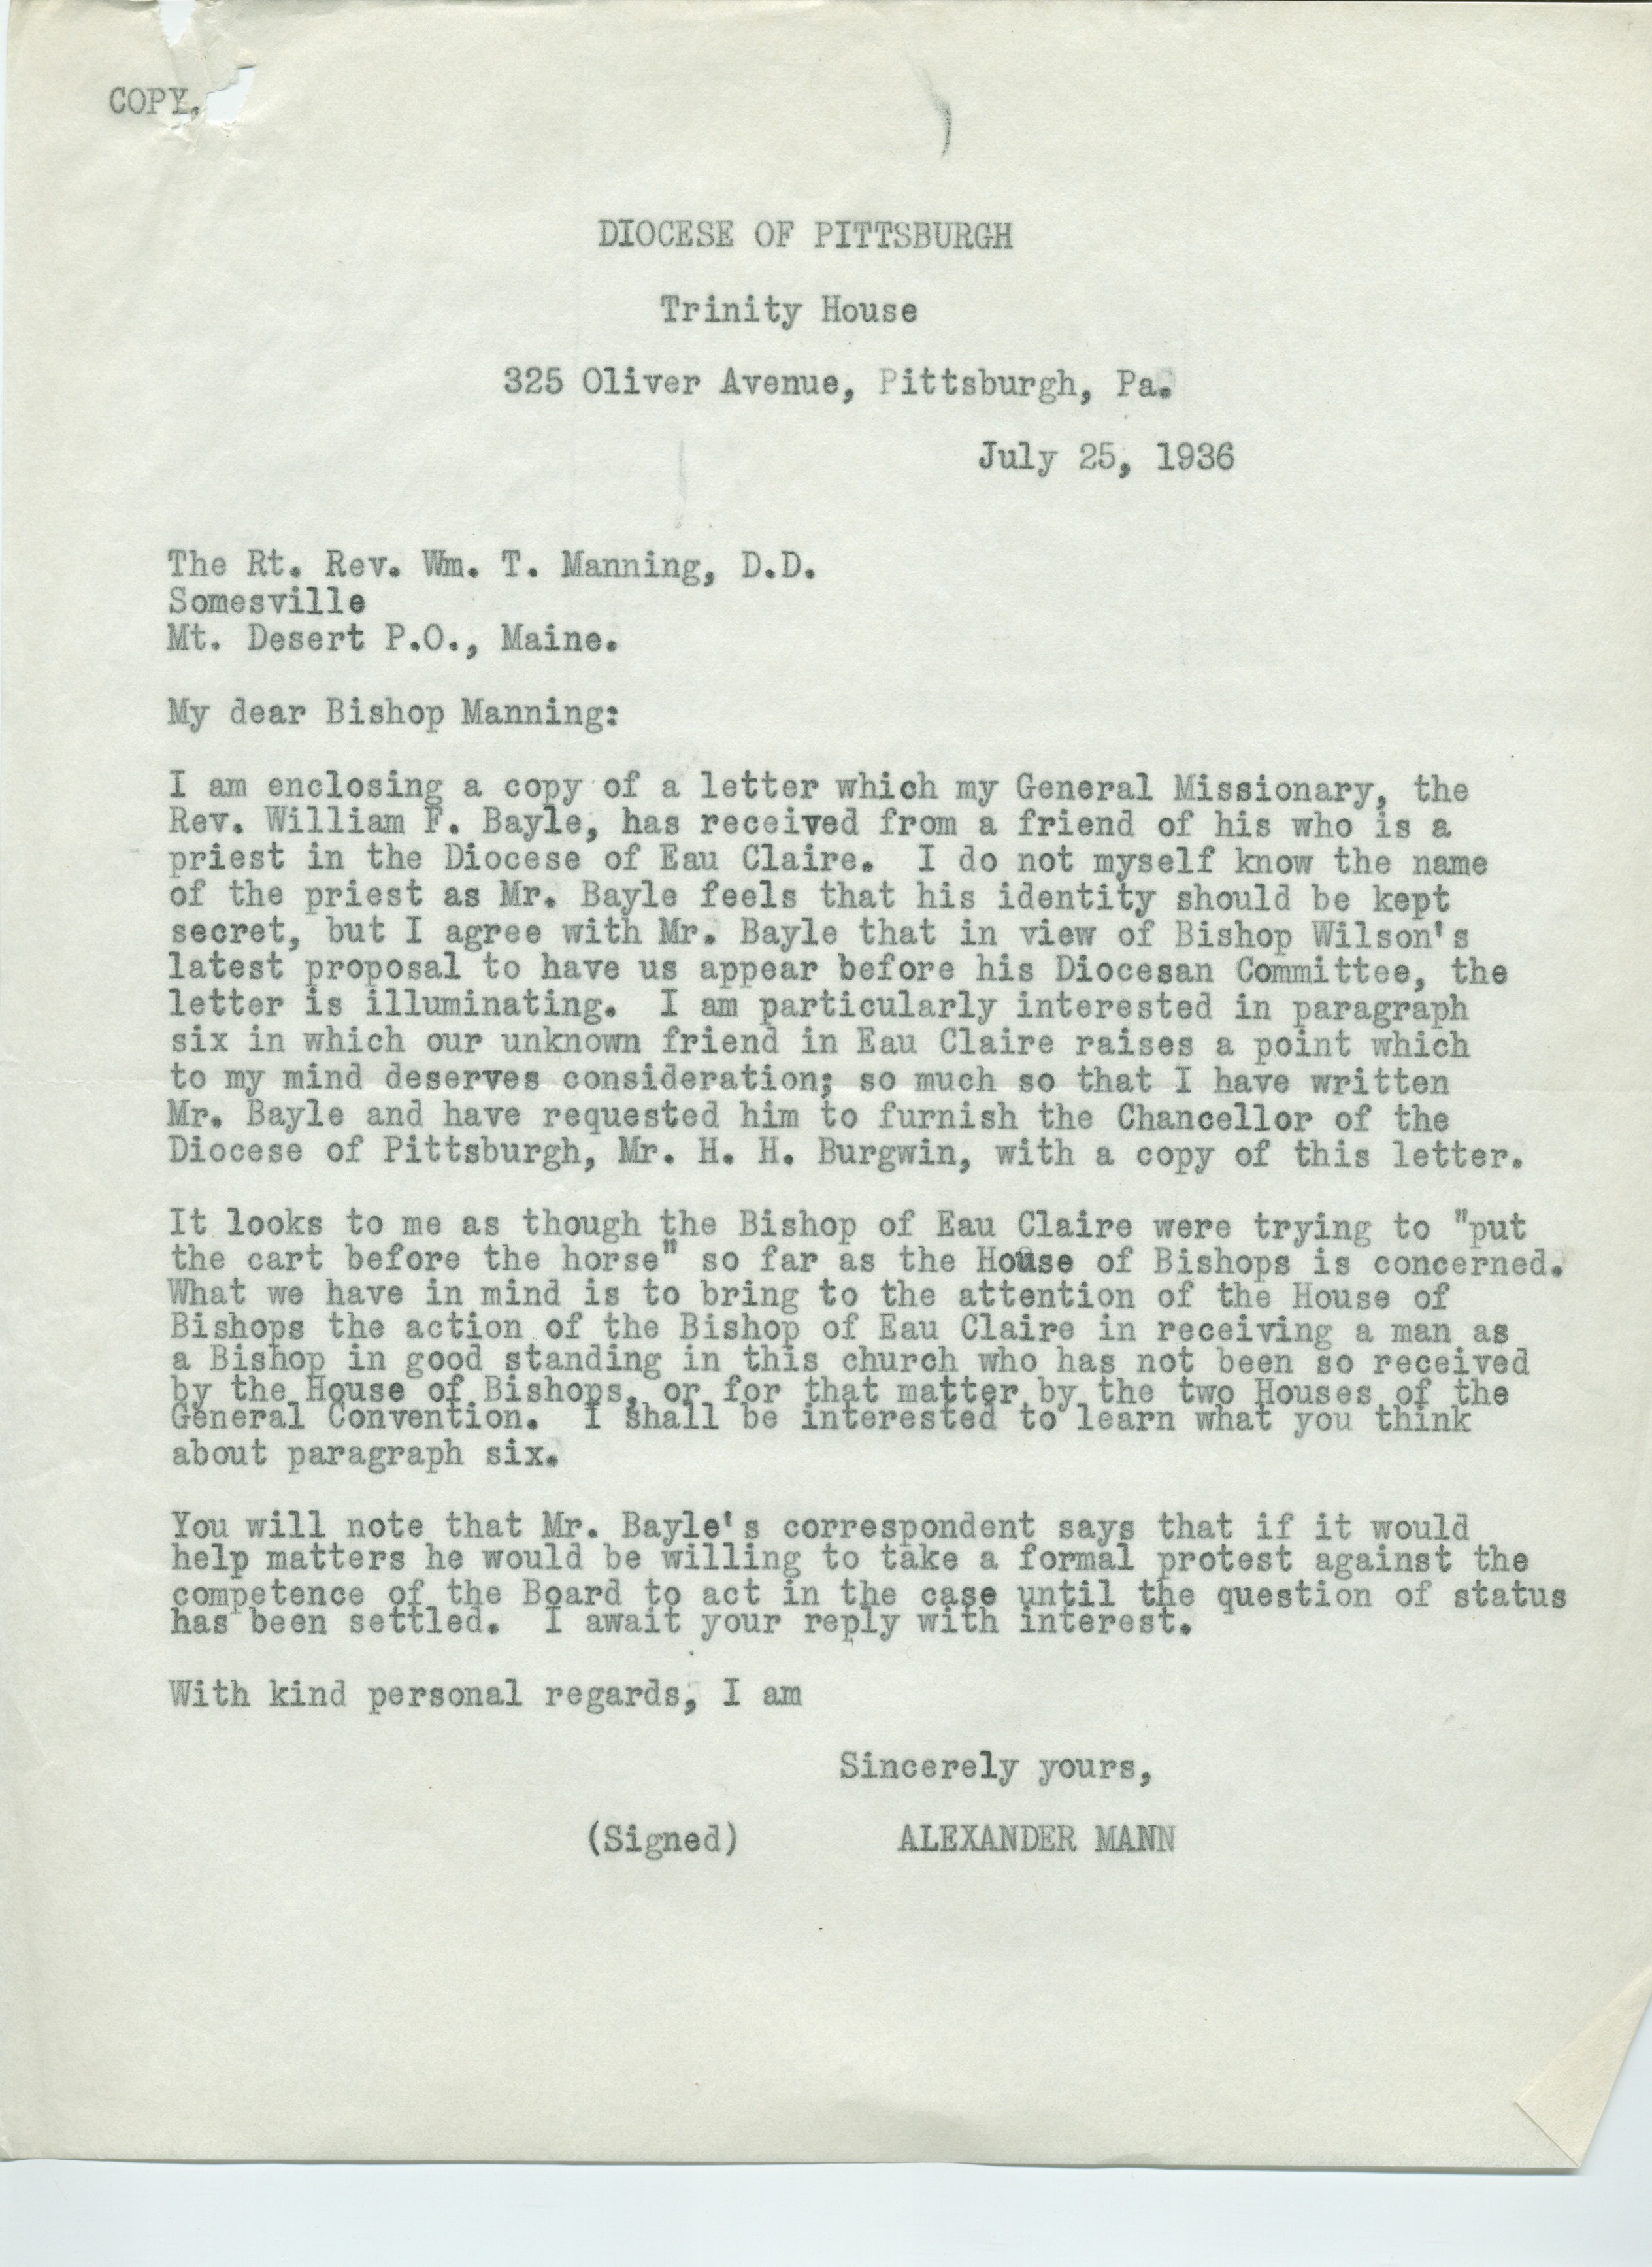 COPY.
DIOCESE OF PITTSBURGH
Trinity House
325 Oliver Avenue, Pittsburgh, Pa.
July 25, 1936
The Rt. Rev. Wm. T. Manning, D.D.
Somesville
Mt. Desert P.O., Maine.
My dear Bishop Manning:
I am enclosing a copy of a letter which my General Missionary, the
Rev. William F. Bayle, has received from a friend of his who is a
priest in the Diocese of Eau Claire. I do not myself know the name
of the priest as Mr. Bayle feels that his identity should be kept
secret, but I agree with Mr. Bayle that in view of Bishop Wilson's
latest proposal to have us appear before his Diocesan Committee, the
letter is illuminating. I am particularly interested in paragraph
six in which our unknown friend in Eau Claire raises a point which
to my mind deserves consideration; so much so that I have written
Mr. Bayle and have requested him to furnish the Chancellor of the
Diocese of Pittsburgh, Mr. H. H. Burgwin, with a copy of this letter.
It looks to me as though the Bishop of Eau Claire were trying to "put
the cart before the horse" so far as the House of Bishops is concerned.
What we have in mind is to bring to the attention of the House of
Bishops the action of the Bishop of Eau Claire in receiving a man as
a Bishop in good standing in this church who has not been so received
by the House of Bishops, or for that matter by the two Houses of the
General Convention. I shall be interested to learn what you think
about paragraph six.
You will note that Mr. Bayle's correspondent says that if it would
help matters he would be willing to take a formal protest against the
competence of the Board to act in the case until the question of status
has been settled. I await your reply with interest.
With kind personal regards, I am
Sincerely yours,
(Signed) ALEXANDER MANN